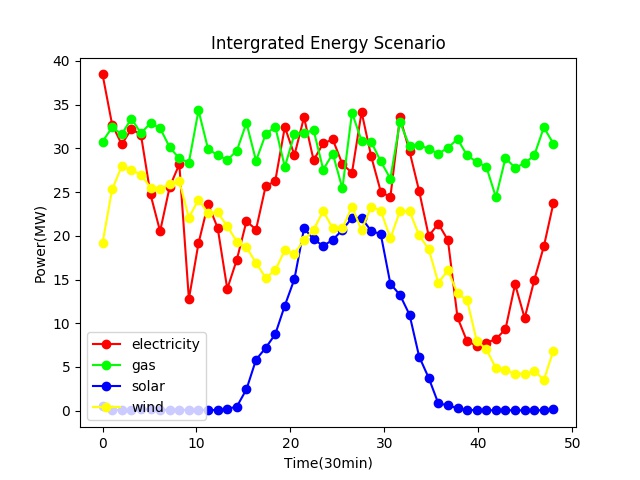 Intergrated Energy Scenario
Power(MW)
40
35
30
25
20
15
10
5
0
electricity
gas
solar
wind
0 10 20 30 40 50
Time(30min)